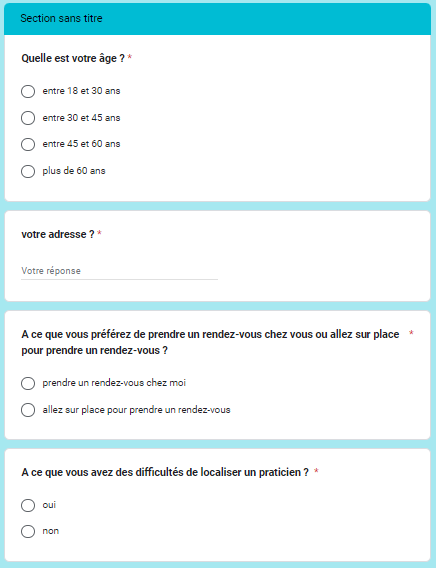 Section sans titre
Quelle est votre âge ? *
entre 18 et 30 ans
entre 30 et 45 ans
entre 45 et 60 ans
plus de 60 ans
votre adresse ? *
Votre réponse
A ce que vous préférez de prendre un rendez-vous chez vous ou allez sur place *
pour prendre un rendez-vous ?
prendre un rendez-vous chez moi
allez sur place pour prendre un rendez-vous
A ce que vous avez des difficultés de localiser un praticien ? *
oui
non